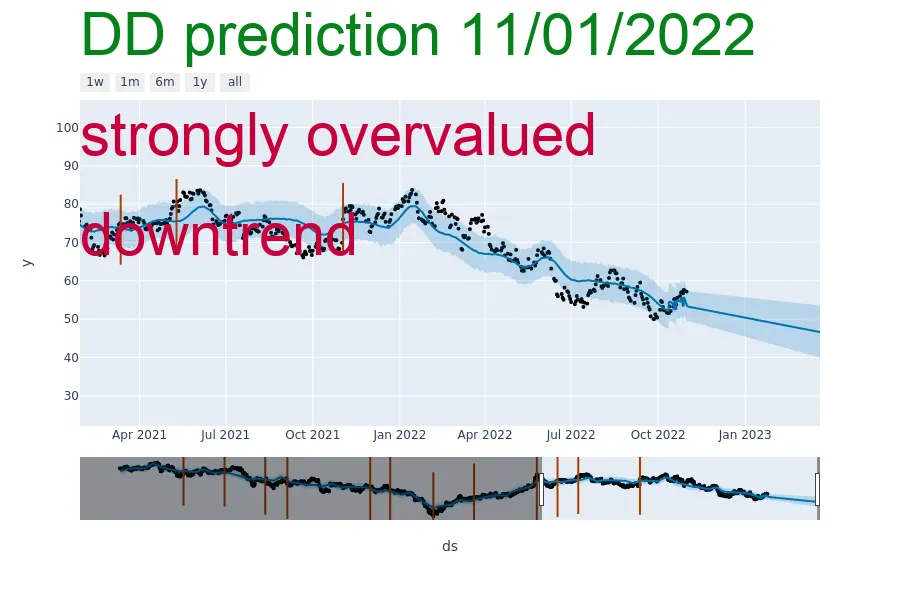 DD prediction 11/01/2022
1w 1m 6m 1y all
strongly overvalued
downtrend
100
90
80
70
60
50
40
30
y
Apr 2021 Jul 2021 Oct 2021 Jan 2022 Apr 2022 Jul 2022 Oct 2022 Jan 2023
ds